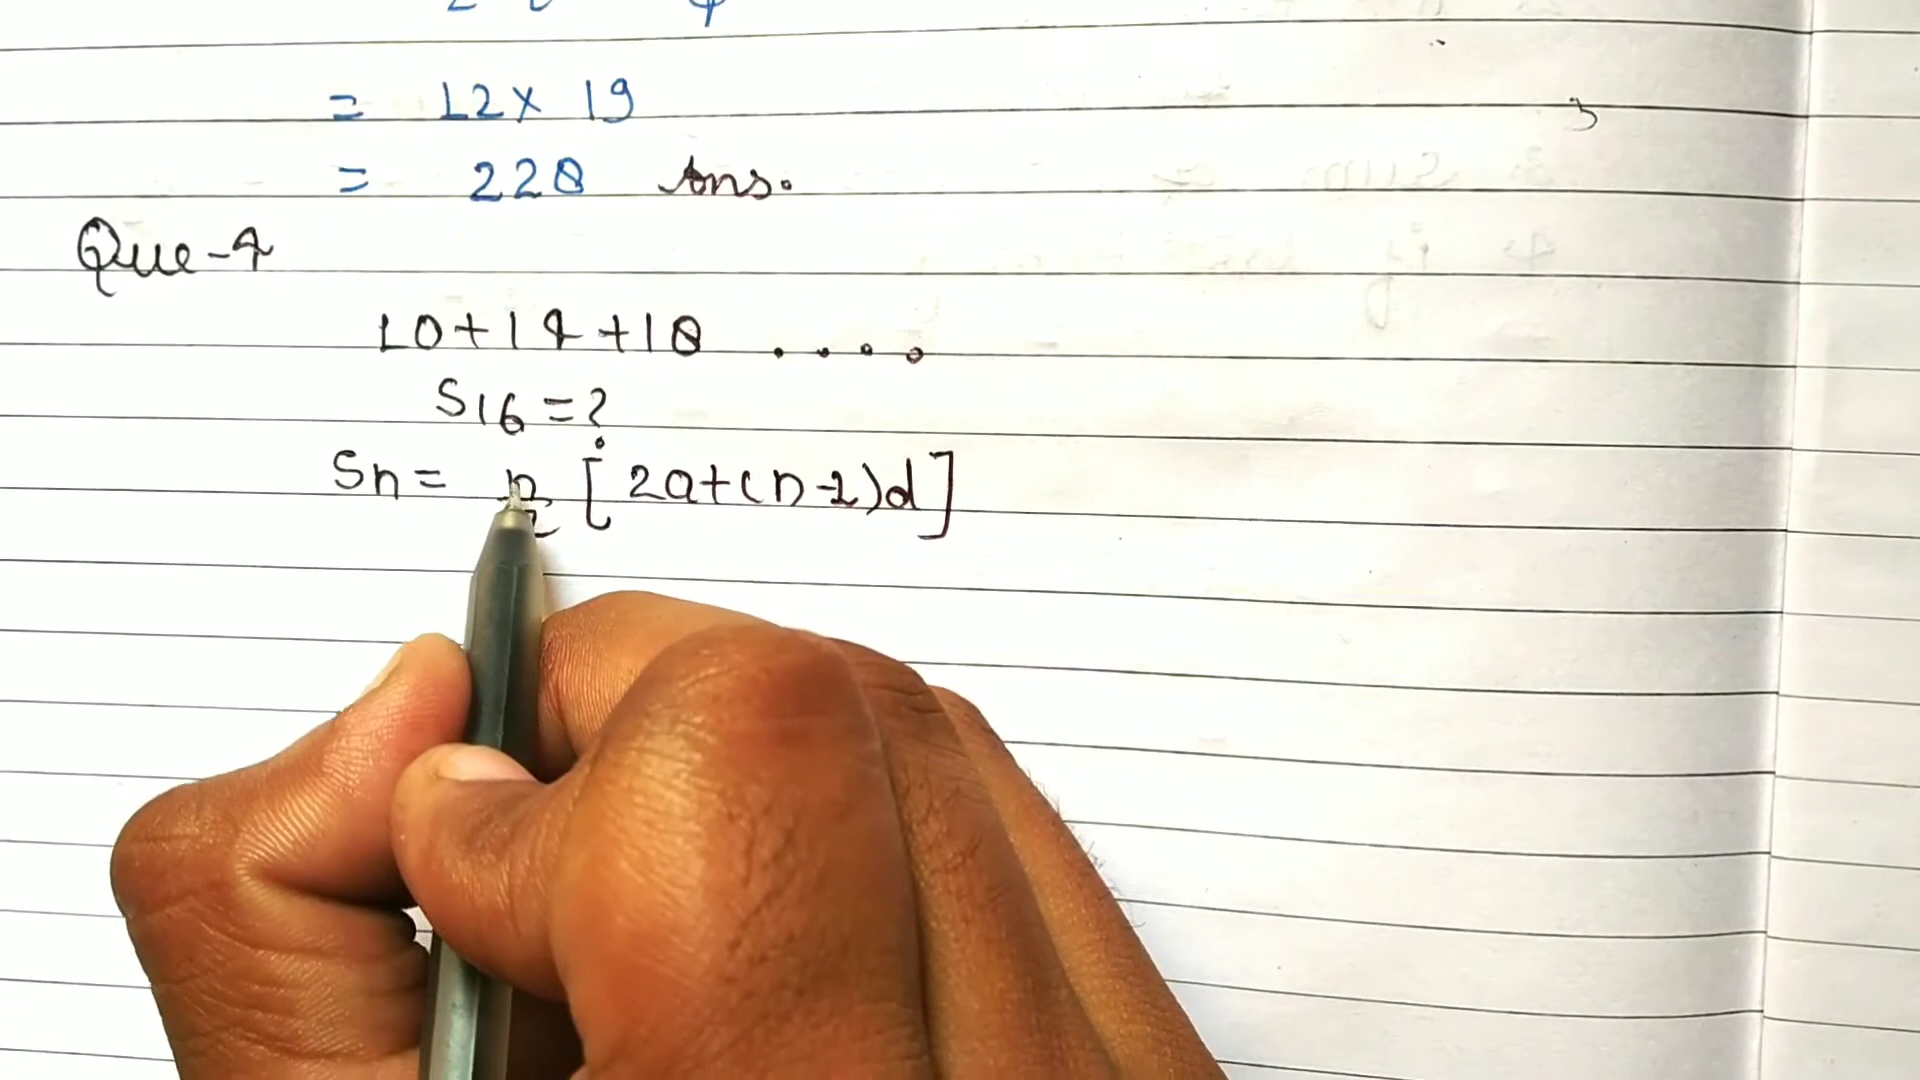 = 12 x 19
= 228 Ans.
Que-4
10+14+18 ....
S16=?
Sn= n/2 [2a+(n-1)d]